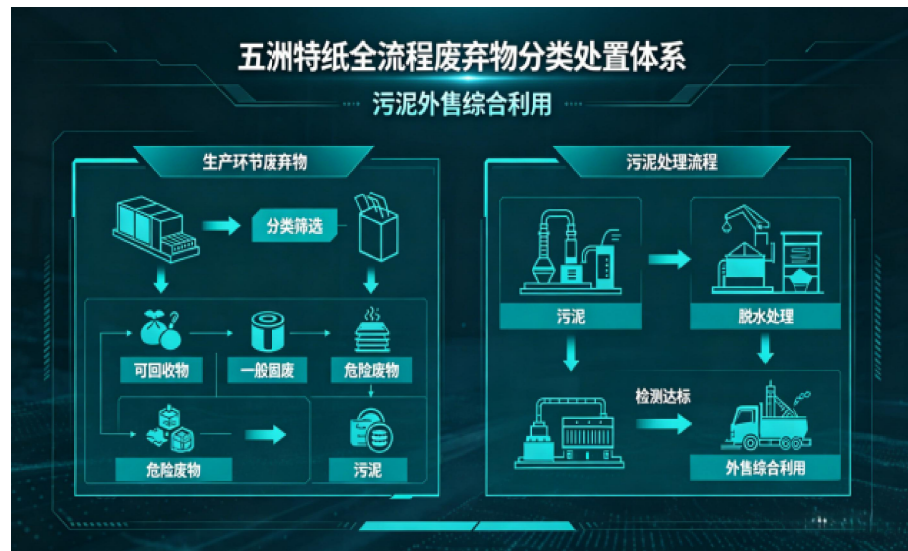 五洲特纸全流程废弃物分类处置体系
污泥外售综合利用
生产环节废弃物
分类筛选
可回收物
一般固废
危险废物
危险废物
污泥
污泥处理流程
污泥
脱水处理
检测达标
外售综合利用